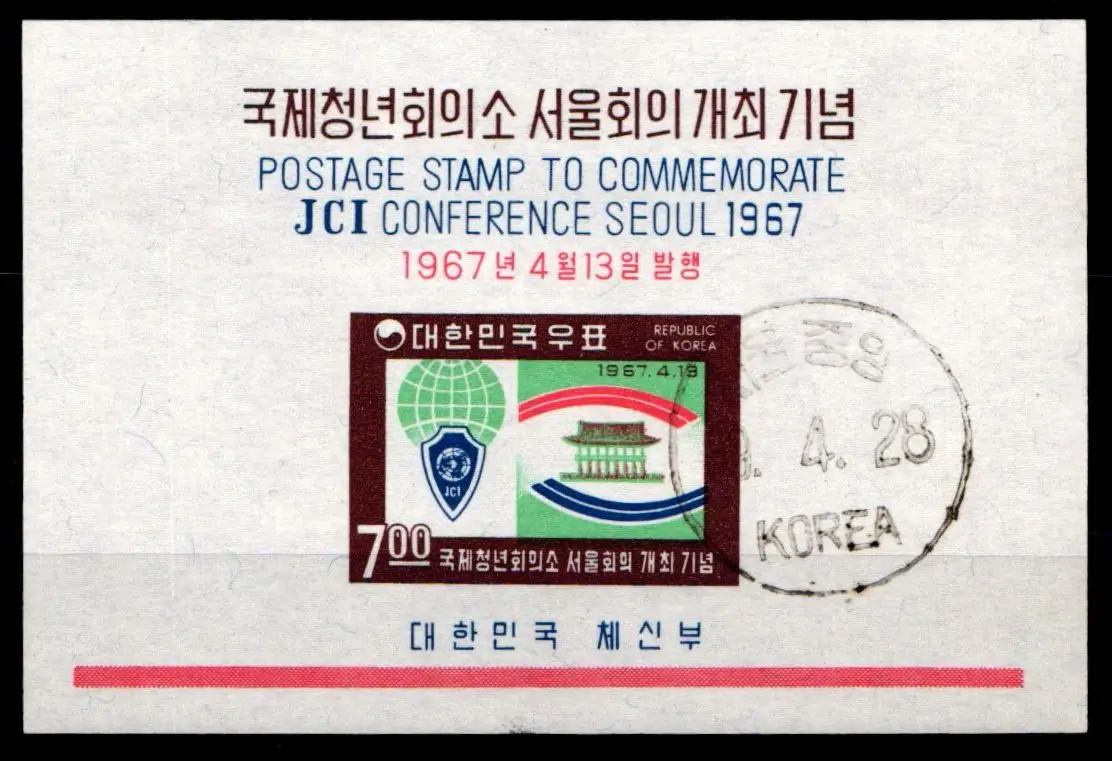 국제청년회의소 서울회의 개최 기념
POSTAGE STAMP TO COMMEMORATE
JCI CONFERENCE SEOUL 1967
1967년 4월 13일 발행
대한민국우표
REPUBLIC
OF KOREA
1967.4.13
JCI
7.00
국제청년회의소 서울회의 개최 기념
중앙
4. 28
KOREA
대한민국 체신부